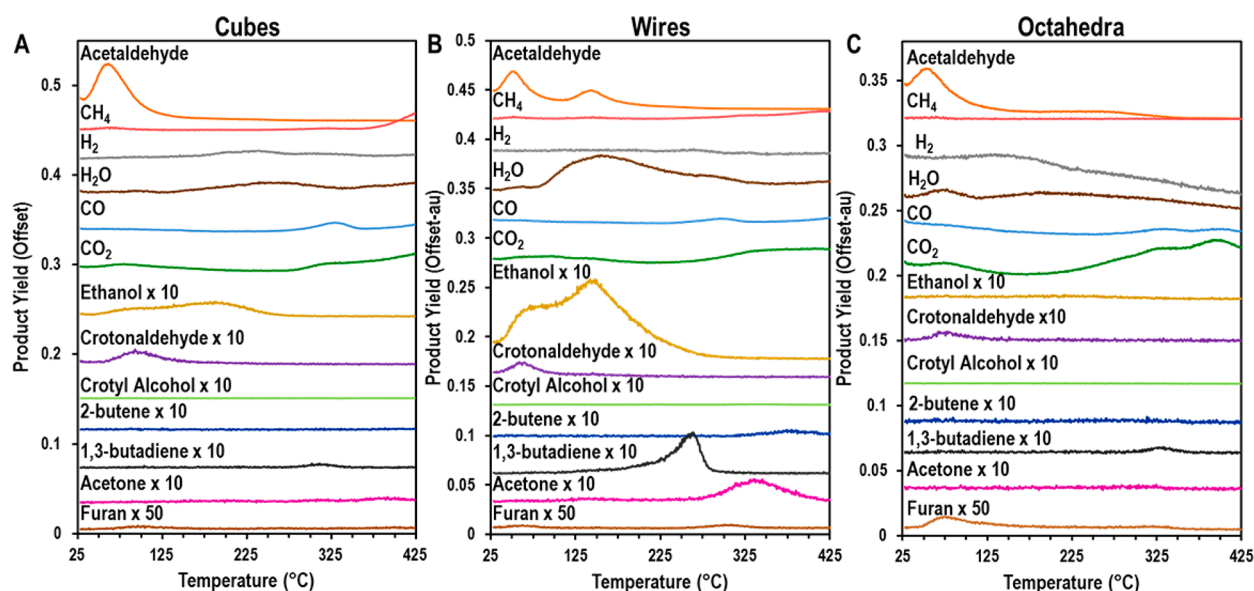 Cubes
A
Acetaldehyde
CH4
H2
H2O
CO
CO2
Ethanol x 10
Crotonaldehyde x 10
Crotyl Alcohol x 10
2-butene x 10
1,3-butadiene x 10
Acetone x 10
Furan x 50
Product Yield (Offset)
0.5
0.4
0.3
0.2
0.1
0
25
125
225
325
425
Temperature (°C)
Wires
B
Acetaldehyde
CH4
H2
H2O
CO
CO2
Ethanol x 10
Crotonaldehyde x 10
Crotyl Alcohol x 10
2-butene x 10
1,3-butadiene x 10
Acetone x 10
Furan x 50
Product Yield (Offset-au)
0.5
0.45
0.4
0.35
0.3
0.25
0.2
0.15
0.1
0.05
0
25
125
225
325
425
Temperature (°C)
Octahedra
C
Acetaldehyde
CH4
H2
H2O
CO
CO2
Ethanol x 10
Crotonaldehyde x10
Crotyl Alcohol x 10
2-butene x 10
1,3-butadiene x 10
Acetone x 10
Furan x 50
Product Yield (Offset-au)
0.35
0.3
0.25
0.2
0.15
0.1
0.05
0
25
125
225
325
425
Temperature (°C)